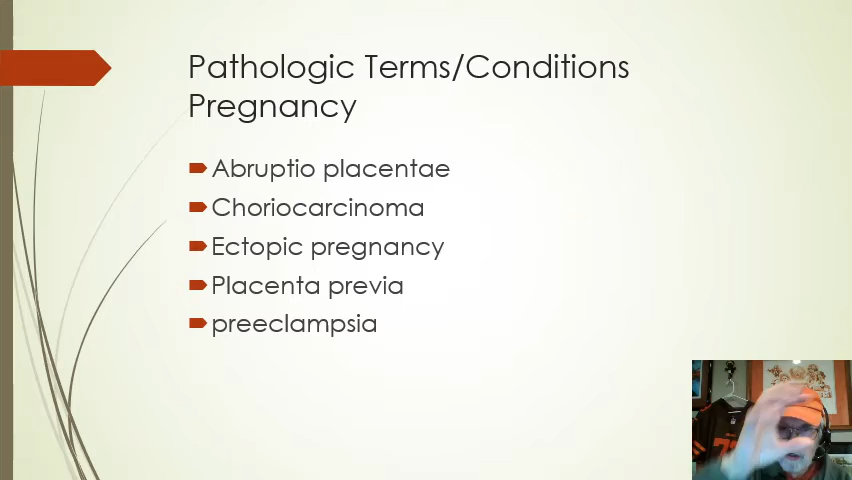 Pathologic Terms/Conditions
Pregnancy
Abruptio placentae
Choriocarcinoma
Ectopic pregnancy
Placenta previa
preeclampsia